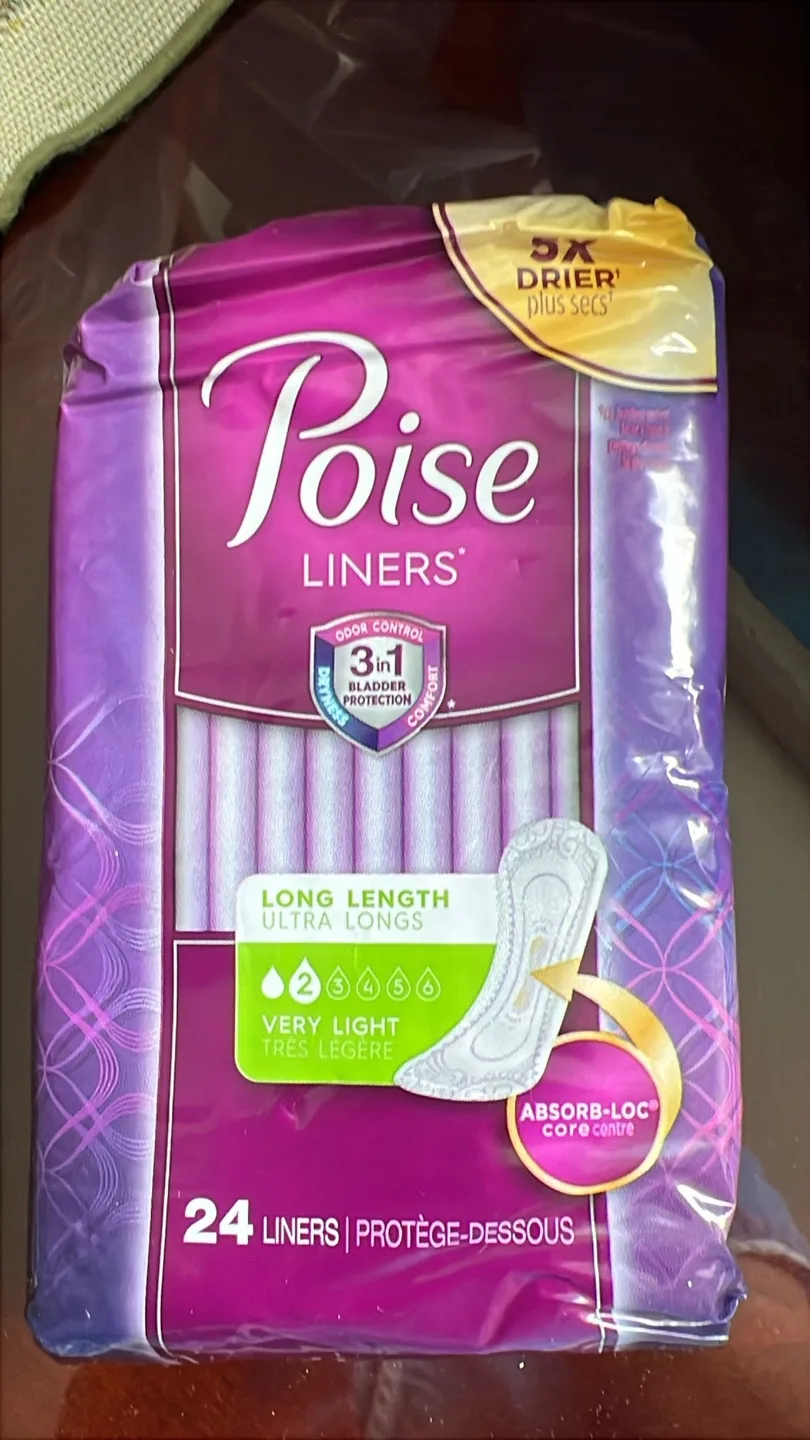 5X
DRIER†
plus secs†
Poise
LINERS*
ODOR CONTROL
DRYNESS
COMFORT
3in1
BLADDER
PROTECTION
*
LONG LENGTH
ULTRA LONGS
2 3 4 5 6
VERY LIGHT
TRÈS LÉGÈRE
ABSORB-LOC®
core centre
24 LINERS | PROTÈGE-DESSOUS